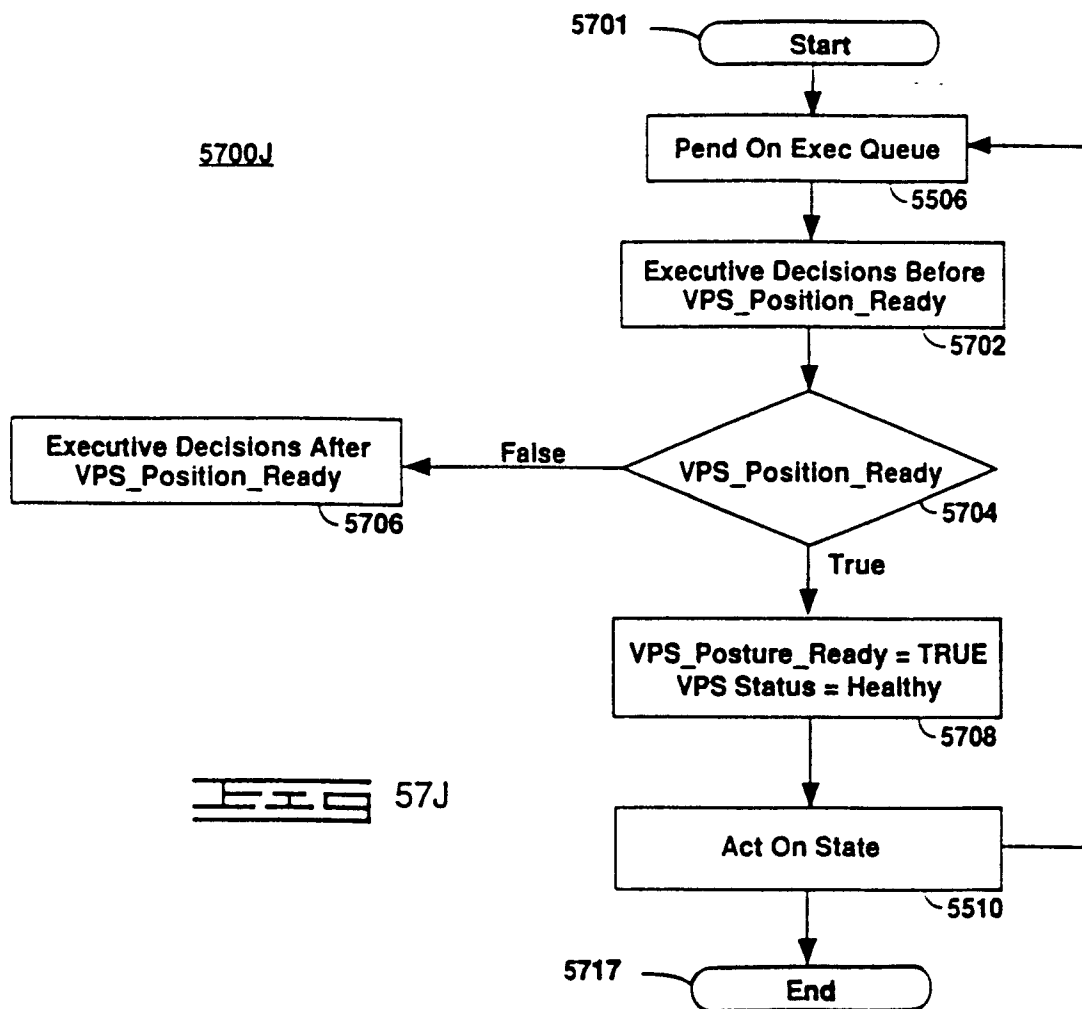 5701
Start
5700J
Pend On Exec Queue
5506
Executive Decisions Before
VPS_Position_Ready
5702
Executive Decisions After
VPS_Position_Ready
5706
False
VPS_Position_Ready
5704
True
VPS_Posture_Ready = TRUE
VPS Status = Healthy
5708
57J
Act On State
5510
5717
End